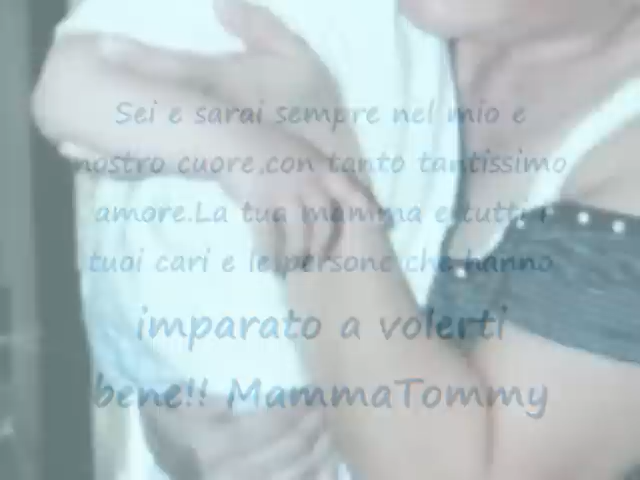 Sei e sarai sempre nel mio e
nostro cuore,con tanto tantissimo
amore.La tua mamma e tutti i
tuoi cari e le persone che hanno
imparato a volerti
bene!! MammaTommy